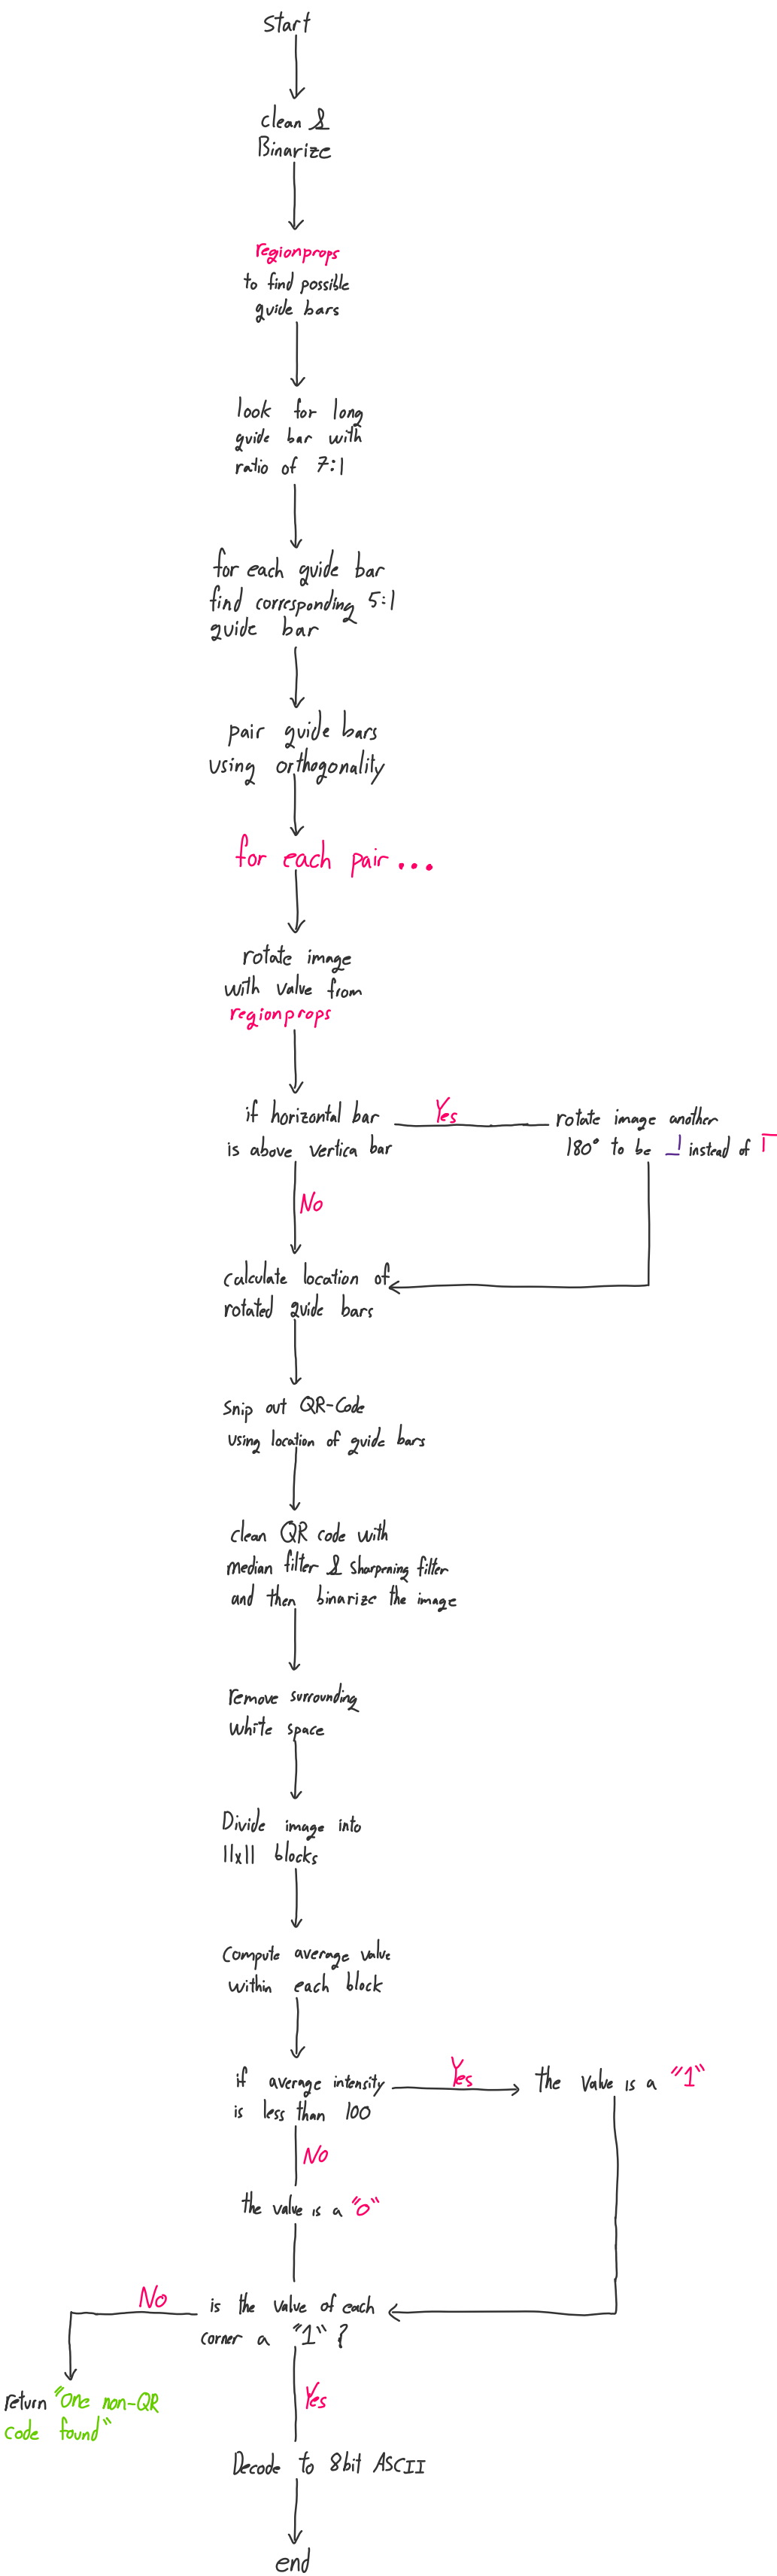 Start
clean &
Binarize
regionprops
to find possible
guide bars
look for long
guide bar with
ratio of 7:1
for each guide bar
find corresponding 5:1
guide bar
pair guide bars
using orthogonality
for each pair...
rotate image
with value from
regionprops
if horizontal bar
is above vertica bar
Yes
rotate image another
180° to be instead of
No
calculate location of
rotated guide bars
Snip out QR-Code
using location of guide bars
clean QR code with
median filter & sharpening filter
and then binarize the image
remove surrounding
white space
Divide image into
11x11 blocks
Compute average value
within each block
if average intensity
is less than 100
Yes
the value is a "1"
No
the value is a "0"
is the value of each
corner a "1"?
No
return "One non-QR
code found"
Yes
Decode to 8bit ASCII
end